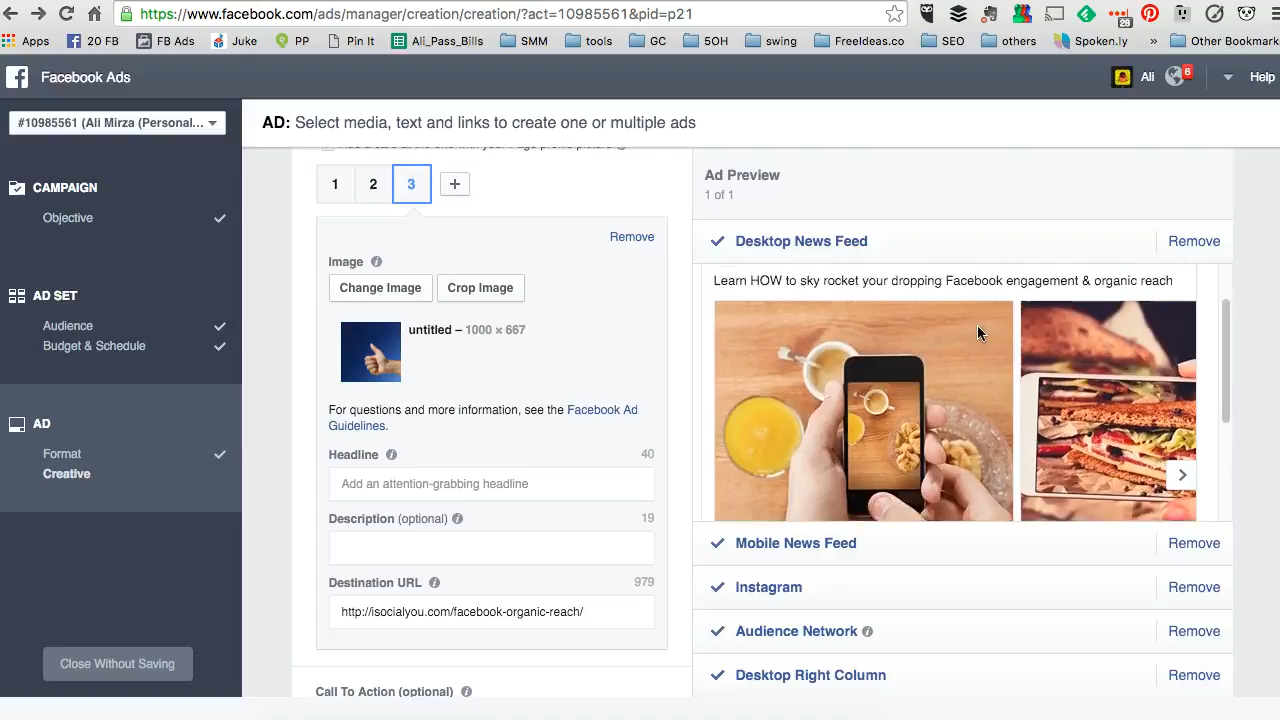 https://www.facebook.com/ads/manager/creation/creation/?act=10985561&pid=p21
28
Apps
20 FB
FB Ads
Juke
PP
Pin It
Ali_Pass_Bills
SMM
tools
GC
5OH
swing
FreeIdeas.co
SEO
others
Spoken.ly
»
Other Bookmark
Facebook Ads
Ali
6
Help
#10985561 (Ali Mirza (Personal...
AD: Select media, text and links to create one or multiple ads
CAMPAIGN
Objective
AD SET
Audience
Budget & Schedule
AD
Format
Creative
Close Without Saving
1
2
3
+
Remove
Image
Change Image
Crop Image
untitled – 1000 × 667
For questions and more information, see the Facebook Ad
Guidelines.
Headline
40
Add an attention-grabbing headline
Description (optional)
19
Destination URL
979
http://isocialyou.com/facebook-organic-reach/
Call To Action (optional)
Ad Preview
1 of 1
Desktop News Feed
Remove
Learn HOW to sky rocket your dropping Facebook engagement & organic reach
Mobile News Feed
Remove
Instagram
Remove
Audience Network
Remove
Desktop Right Column
Remove